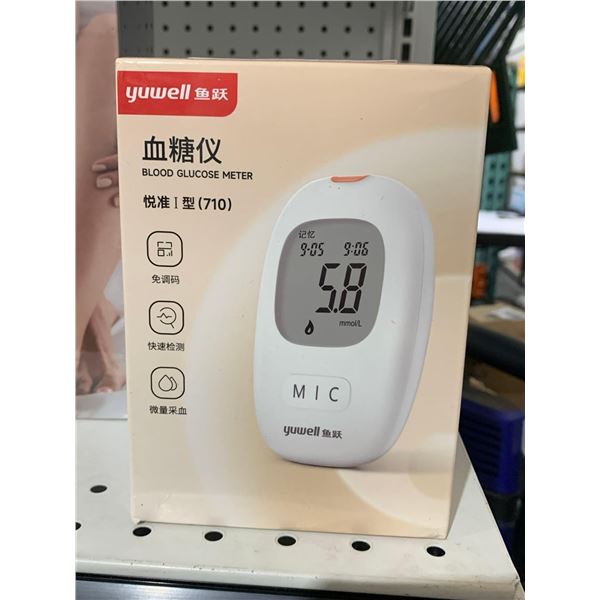 yuwell 鱼跃
血糖仪
BLOOD GLUCOSE METER
悦准Ⅰ型(710)
免调码
快速检测
微量采血
记忆
9-05 9:06
5.8
mmol/L
M I C
yuwell 鱼跃